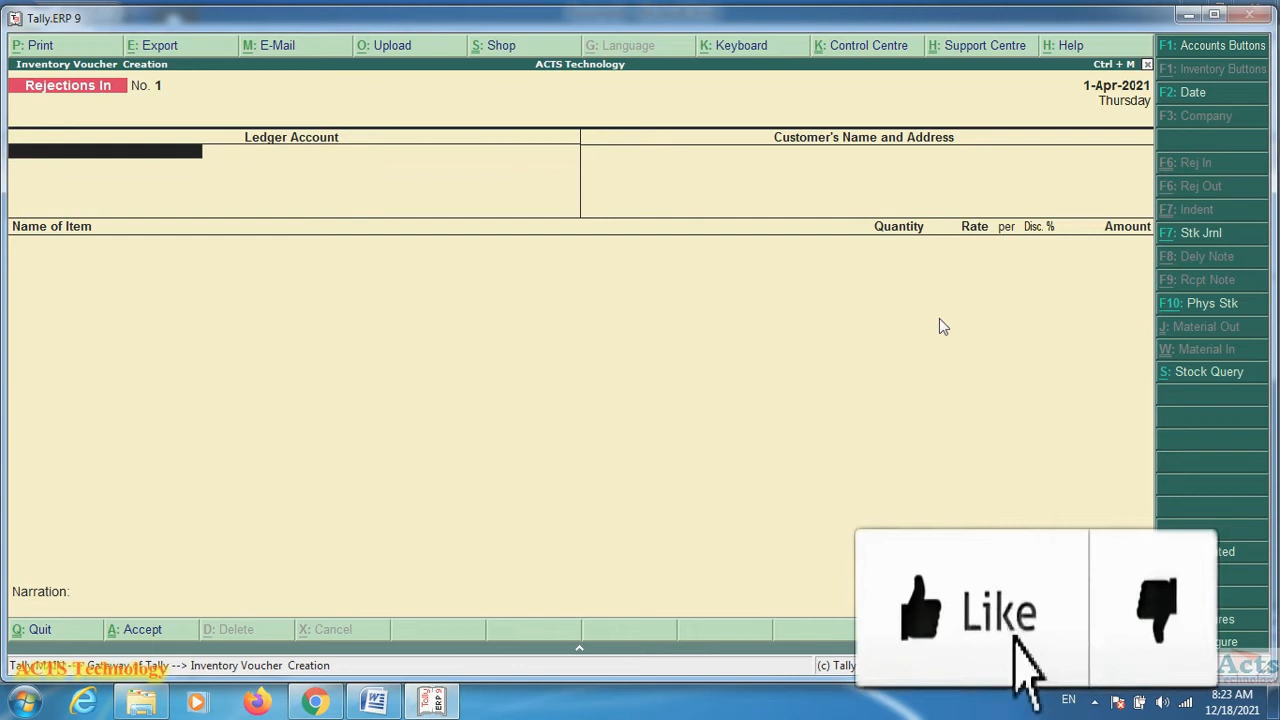 Tally.ERP 9
P: Print E: Export M: E-Mail O: Upload S: Shop G: Language K: Keyboard K: Control Centre H: Support Centre H: Help
Inventory Voucher Creation ACTS Technology Ctrl + M
Rejections In No. 1 1-Apr-2021
Thursday
Ledger Account Customer's Name and Address
Name of Item Quantity Rate per Disc. % Amount
Narration:
Q: Quit A: Accept D: Delete X: Cancel
Inventory Voucher Creation (c) Tally
ACTS Technology
F1: Accounts Buttons
F1: Inventory Buttons
F2: Date
F3: Company
F6: Rej In
F6: Rej Out
F7: Indent
F7: Stk Jrnl
F8: Dely Note
F9: Rcpt Note
F10: Phys Stk
J: Material Out
W: Material In
S: Stock Query
Like
Acts
Technology
EN 8:23 AM
12/18/2021